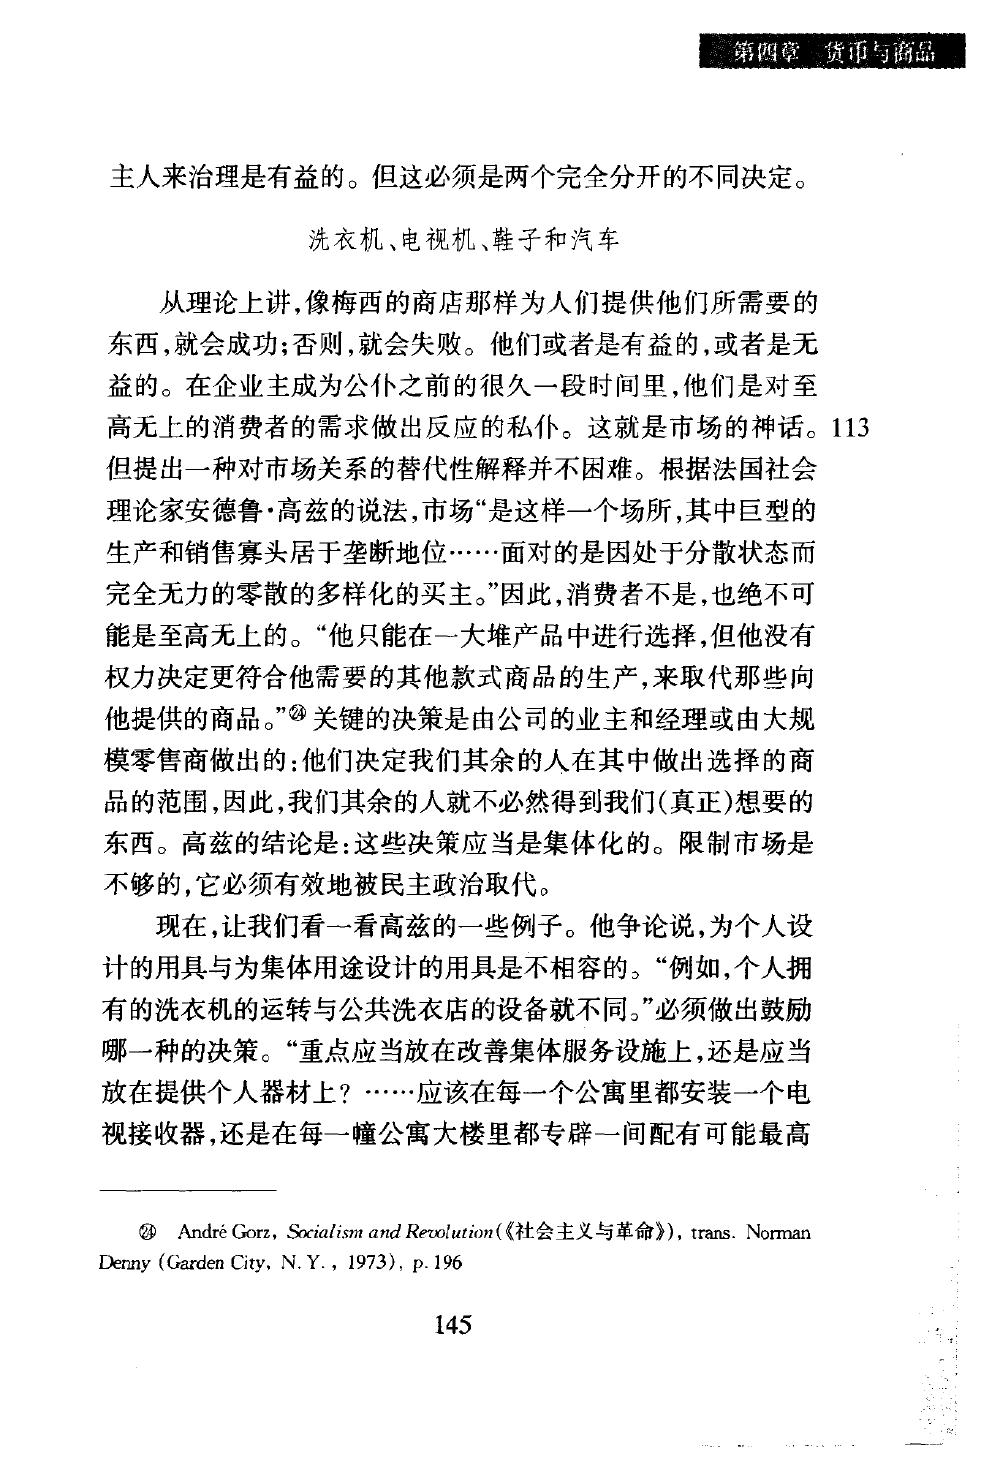 第四章 货币与商品
主人来治理是有益的。但这必须是两个完全分开的不同决定。
洗衣机、电视机、鞋子和汽车
从理论上讲,像梅西的商店那样为人们提供他们所需要的
东西,就会成功;否则,就会失败。他们或者是有益的,或者是无
益的。在企业主成为公仆之前的很久一段时间里,他们是对至
高无上的消费者的需求做出反应的私仆。这就是市场的神话。113
但提出一种对市场关系的替代性解释并不困难。根据法国社会
理论家安德鲁·高兹的说法,市场“是这样一个场所,其中巨型的
生产和销售寡头居于垄断地位……面对的是因处于分散状态而
完全无力的零散的多样化的买主。”因此,消费者不是,也绝不可
能是至高无上的。“他只能在一大堆产品中进行选择,但他没有
权力决定更符合他需要的其他款式商品的生产,来取代那些向
他提供的商品。”㉔关键的决策是由公司的业主和经理或由大规
模零售商做出的:他们决定我们其余的人在其中做出选择的商
品的范围,因此,我们其余的人就不必然得到我们(真正)想要的
东西。高兹的结论是:这些决策应当是集体化的。限制市场是
不够的,它必须有效地被民主政治取代。
现在,让我们看一看高兹的一些例子。他争论说,为个人设
计的用具与为集体用途设计的用具是不相容的。“例如,个人拥
有的洗衣机的运转与公共洗衣店的设备就不同。”必须做出鼓励
哪一种的决策。“重点应当放在改善集体服务设施上,还是应当
放在提供个人器材上?……应该在每一个公寓里都安装一个电
视接收器,还是在每一幢公寓大楼里都专辟一间配有可能最高
㉔ André Gorz, Socialism and Revolution(《社会主义与革命》), trans. Norman
Denny (Garden City, N.Y., 1973), p.196
145